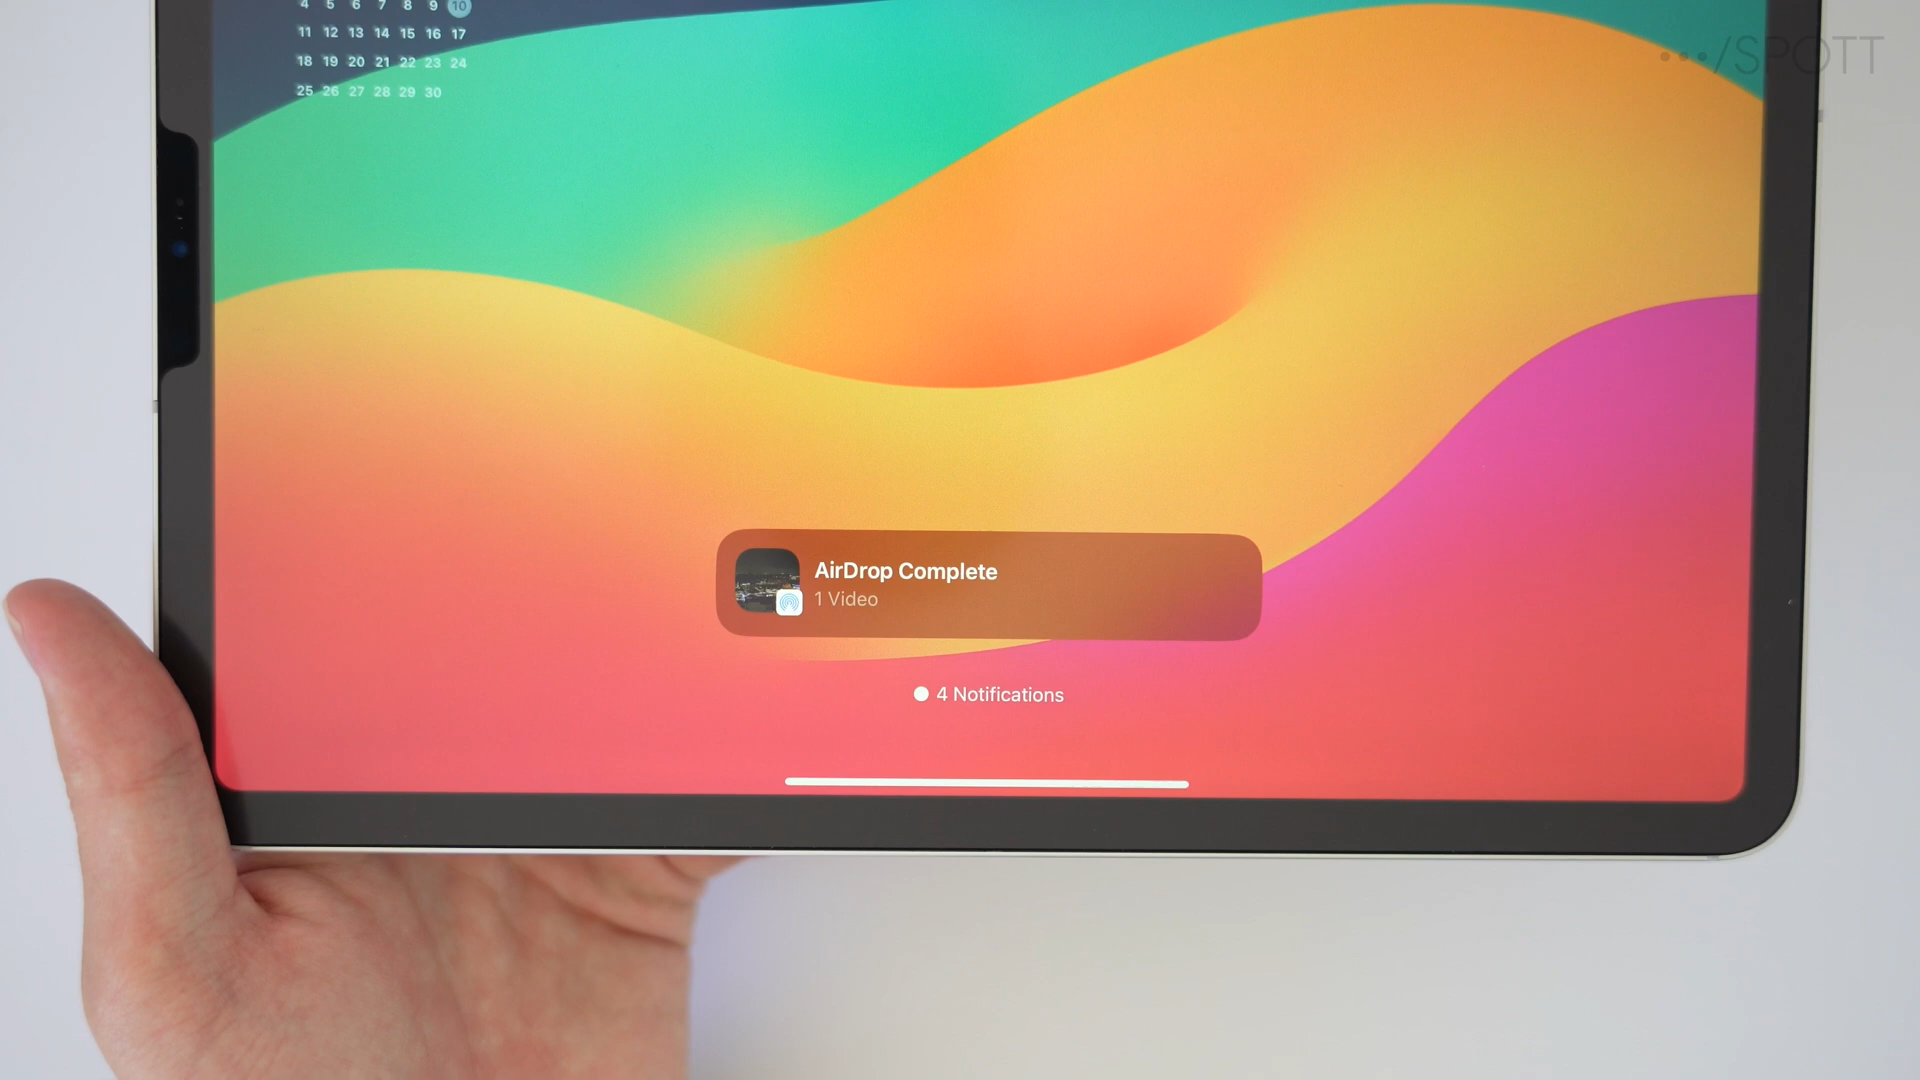 4 5 6 7 8 9 10
11 12 13 14 15 16 17
18 19 20 21 22 23 24
25 26 27 28 29 30
•••/SPOTT
AirDrop Complete
1 Video
4 Notifications